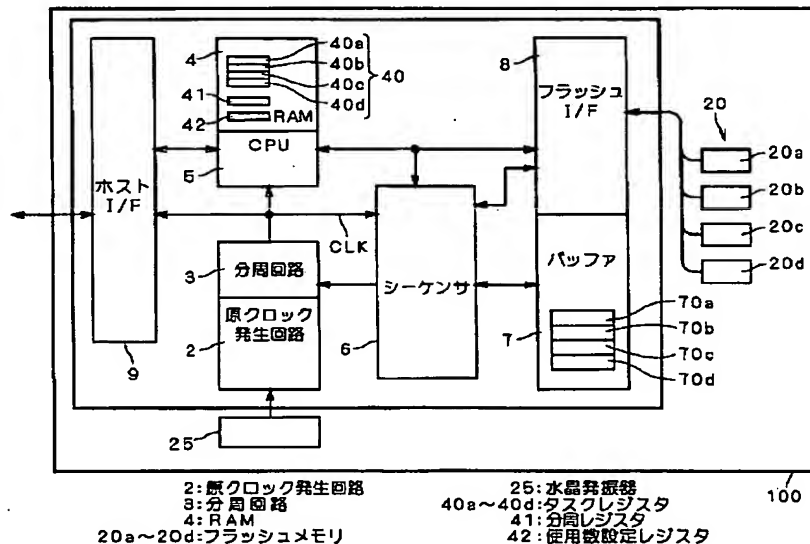 4
40a
40b
40c
40d
40
41
42
RAM
CPU
5
ホスト
I/F
9
CLK
3
分周回路
2
原クロック
発生回路
シーケンサ
6
8
フラッシュ
I/F
20
20a
20b
20c
20d
バッファ
7
70a
70b
70c
70d
25
100
2:原クロック発生回路
3:分周回路
4:RAM
20a~20d:フラッシュメモリ
25:水晶発振器
40a~40d:タスクレジスタ
41:分周レジスタ
42:使用数設定レジスタ